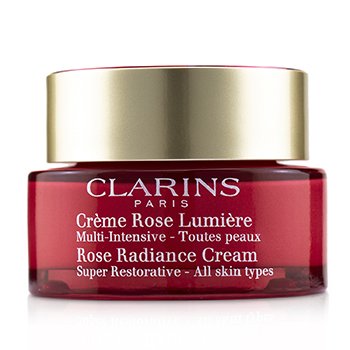 CLARINS
PARIS
Crème Rose Lumière
Multi-Intensive - Toutes peaux
Rose Radiance Cream
Super Restorative - All skin types